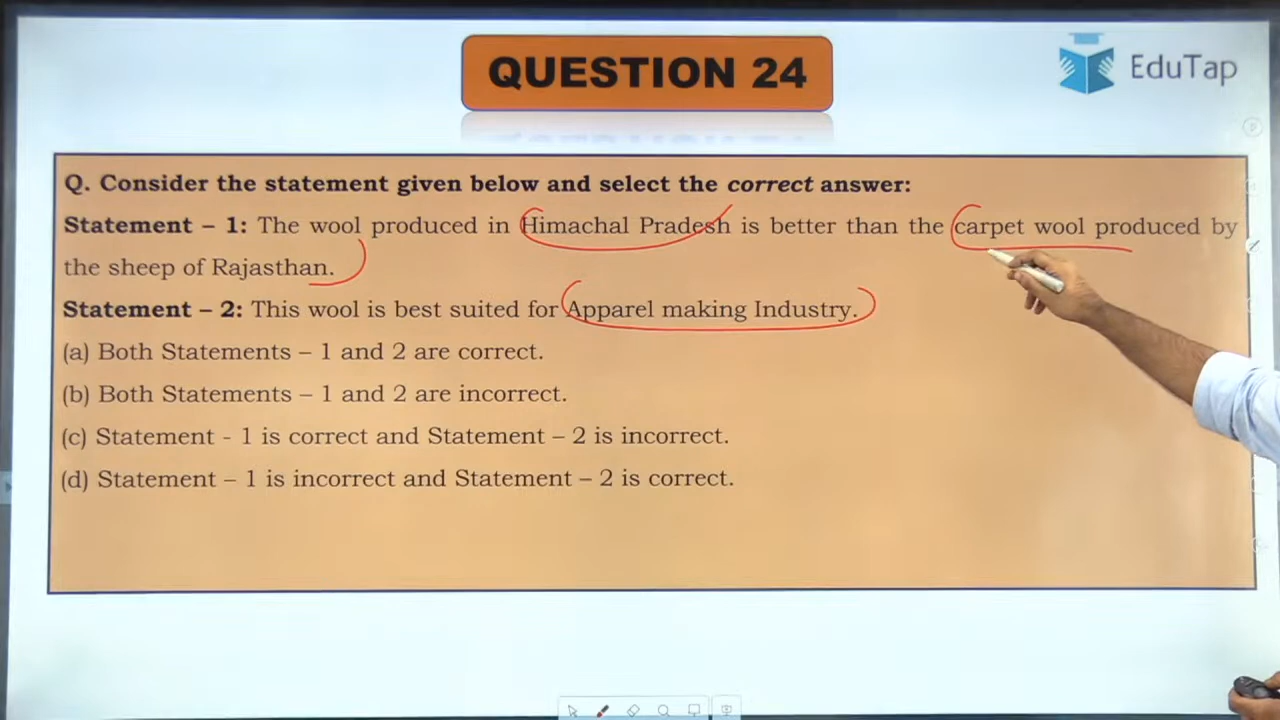 QUESTION 24
EduTap
Q. Consider the statement given below and select the correct answer:
Statement – 1: The wool produced in Himachal Pradesh is better than the carpet wool produced by
the sheep of Rajasthan.
Statement – 2: This wool is best suited for Apparel making Industry.
(a) Both Statements – 1 and 2 are correct.
(b) Both Statements – 1 and 2 are incorrect.
(c) Statement - 1 is correct and Statement – 2 is incorrect.
(d) Statement – 1 is incorrect and Statement – 2 is correct.